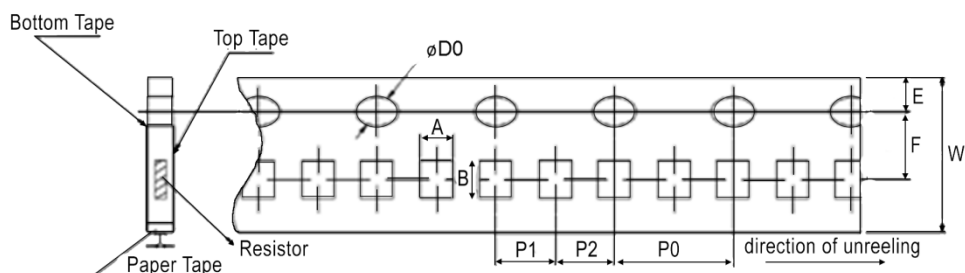 Bottom Tape
Top Tape
øD0
E
A
F
W
B
Resistor
P1
P2
P0
direction of unreeling
Paper Tape